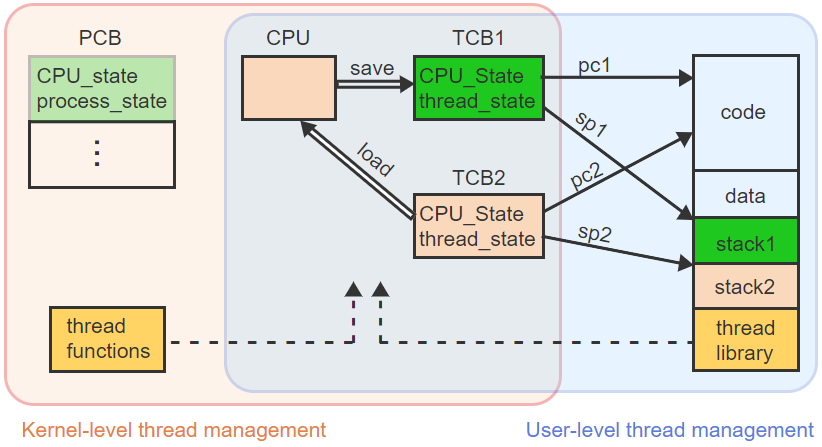 PCB
CPU_state
process_state
CPU
save
load
TCB1
CPU_State
thread_state
TCB2
CPU_State
thread_state
pc1
sp1
pc2
sp2
code
data
stack1
stack2
thread
library
thread
functions
Kernel-level thread management
User-level thread management